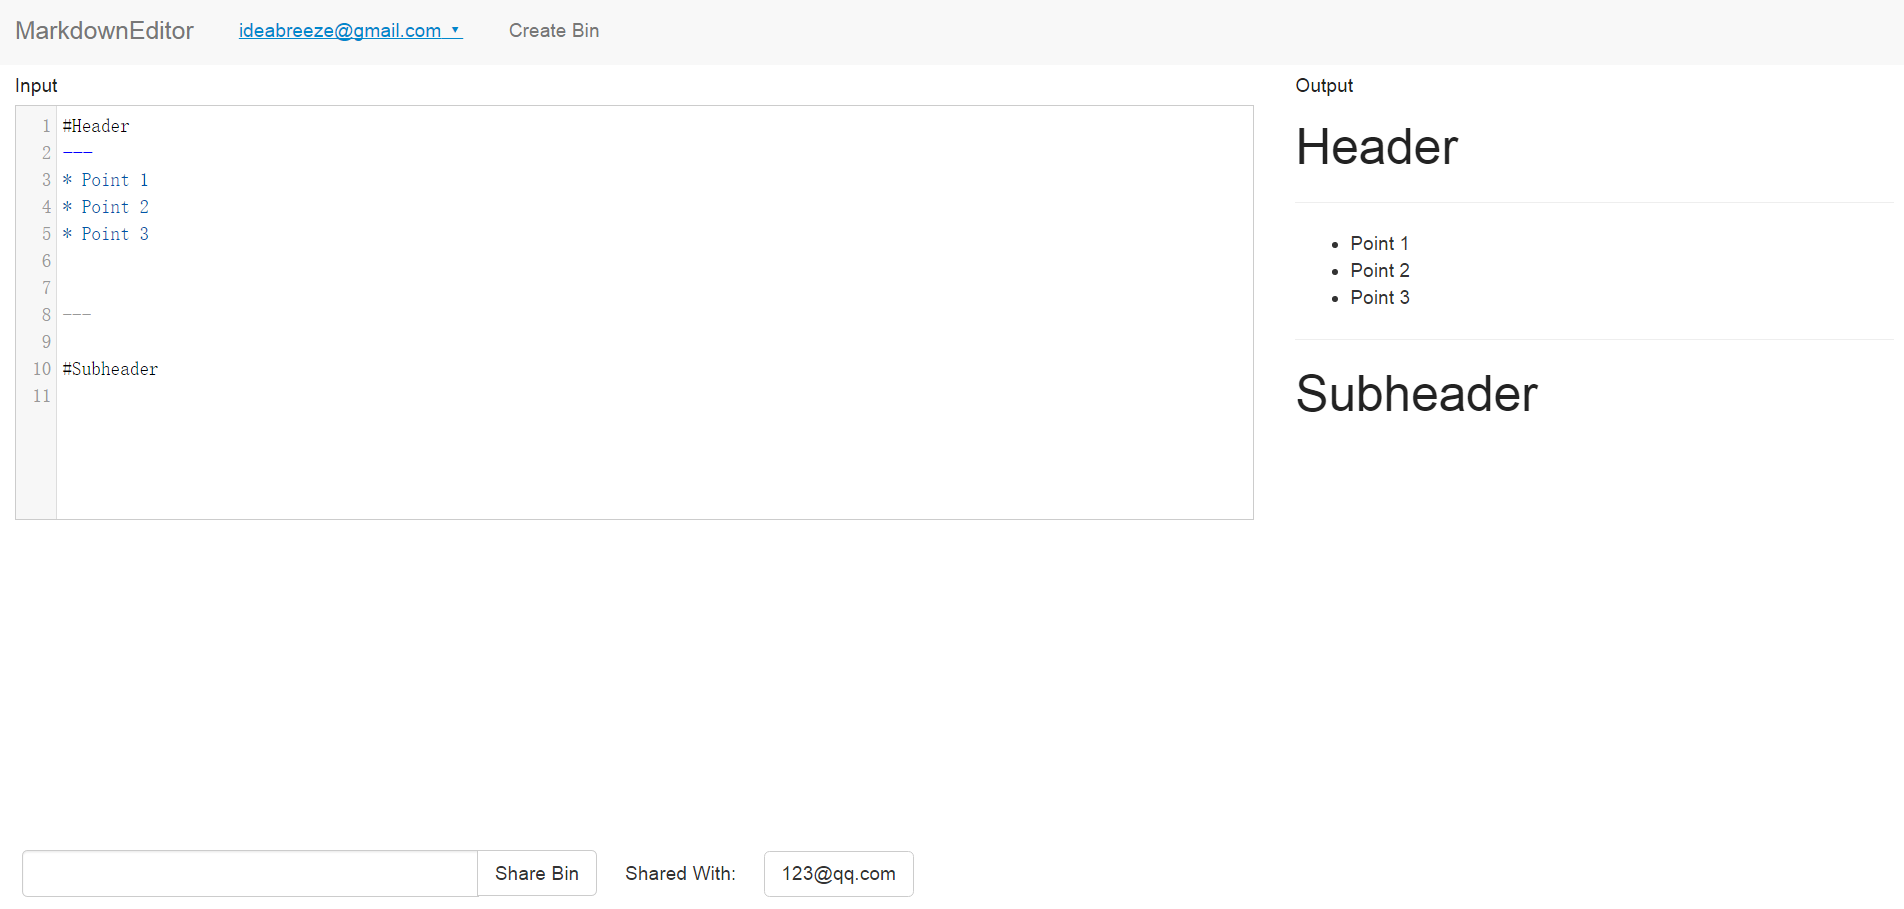 MarkdownEditor ideabreeze@gmail.com ▼ Create Bin
Input
1 #Header
2 ---
3 * Point 1
4 * Point 2
5 * Point 3
6
7
8 ---
9
10 #Subheader
11
Output
Header
• Point 1
• Point 2
• Point 3
Subheader
Share Bin Shared With: 123@qq.com